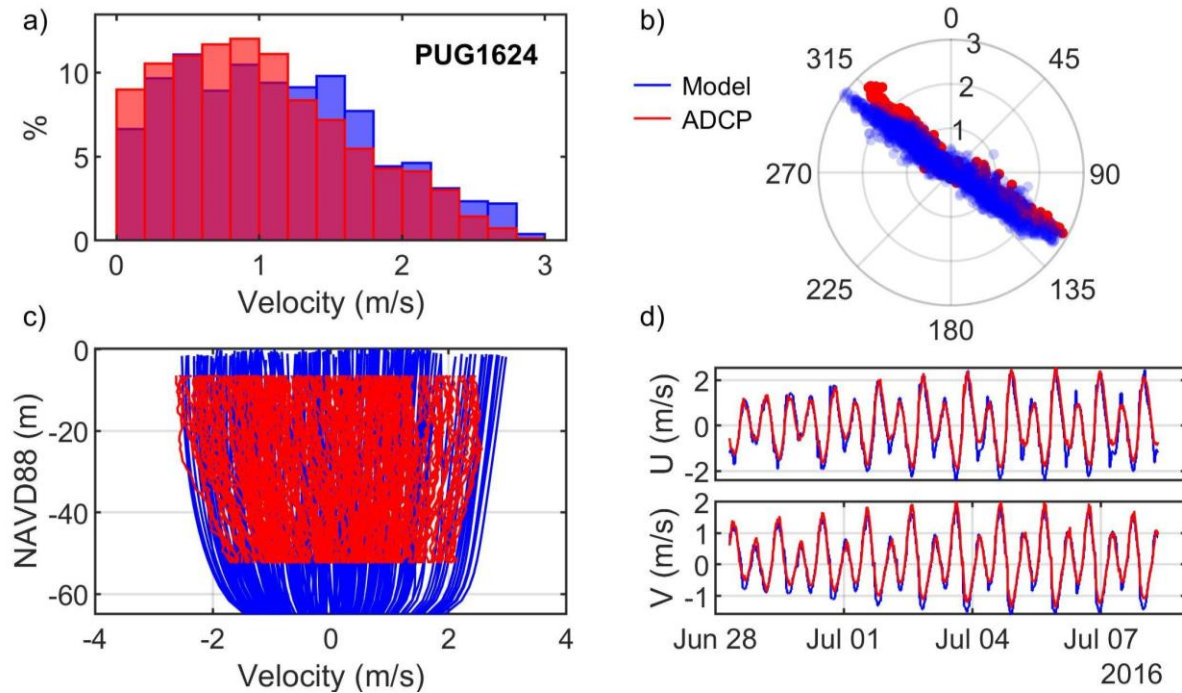 a)
PUG1624
10
5
0
%
0 1 2 3
Velocity (m/s)
b)
Model
ADCP
0
45
90
135
180
225
270
315
3
2
1
c)
0
-20
-40
-60
NAVD88 (m)
-4 -2 0 2 4
Velocity (m/s)
d)
2
0
-2
U (m/s)
2
1
0
-1
V (m/s)
Jun 28 Jul 01 Jul 04 Jul 07
2016